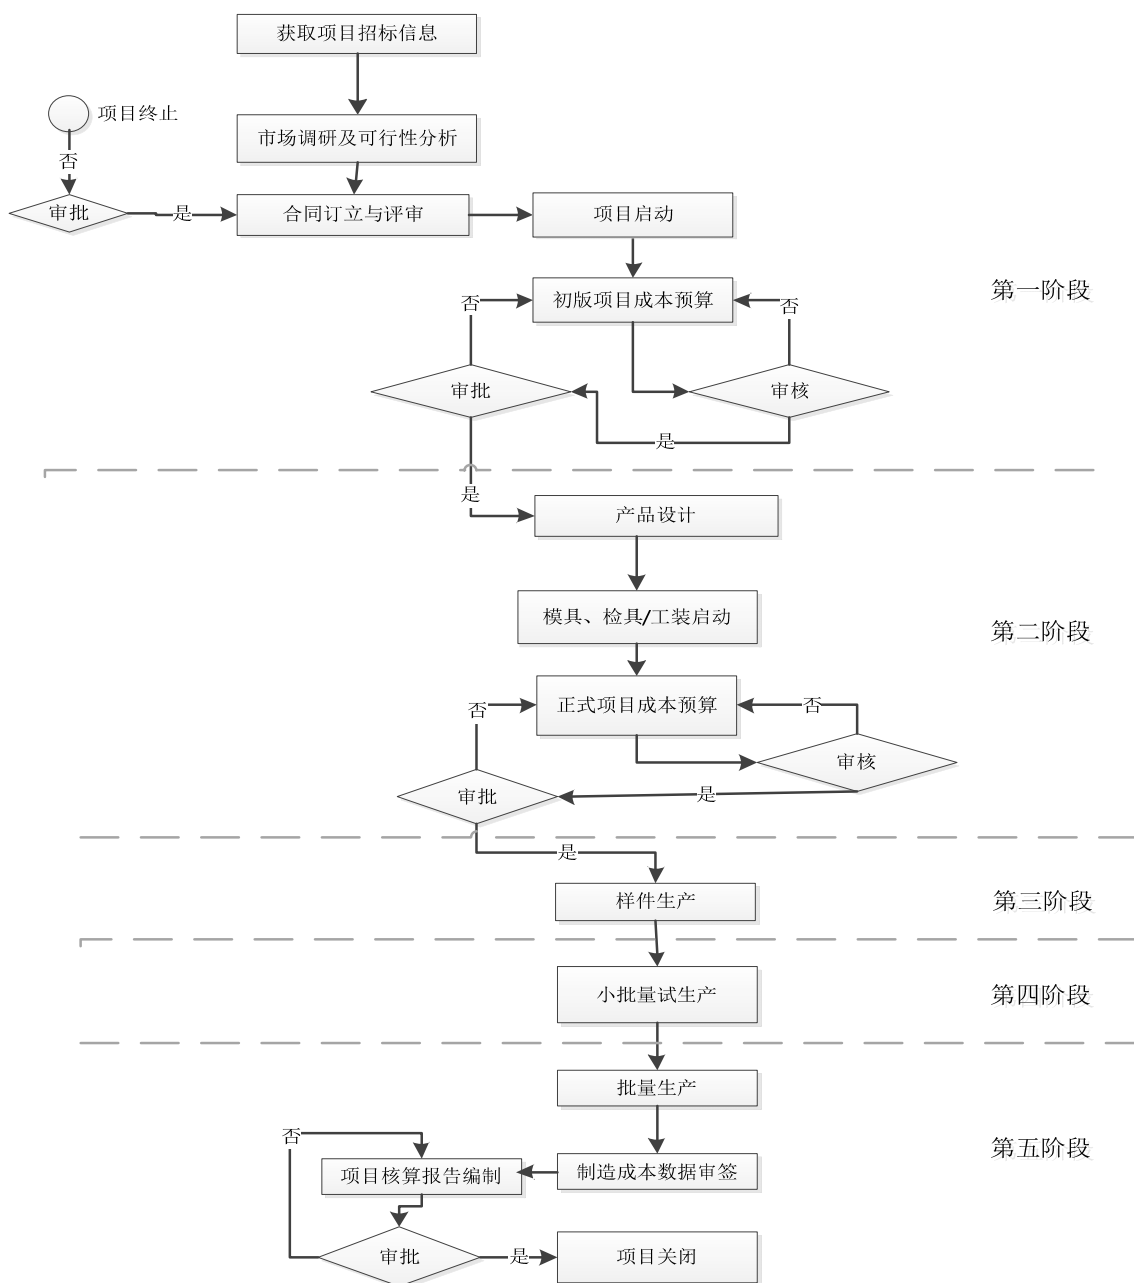 获取项目招标信息
项目终止
市场调研及可行性分析
否
审批
是
合同订立与评审
项目启动
第一阶段
否
初版项目成本预算
否
审批
审核
是
是
产品设计
模具、检具/工装启动
第二阶段
否
正式项目成本预算
否
审核
审批
是
是
样件生产
第三阶段
小批量试生产
第四阶段
批量生产
否
第五阶段
项目核算报告编制
制造成本数据审签
审批
是
项目关闭